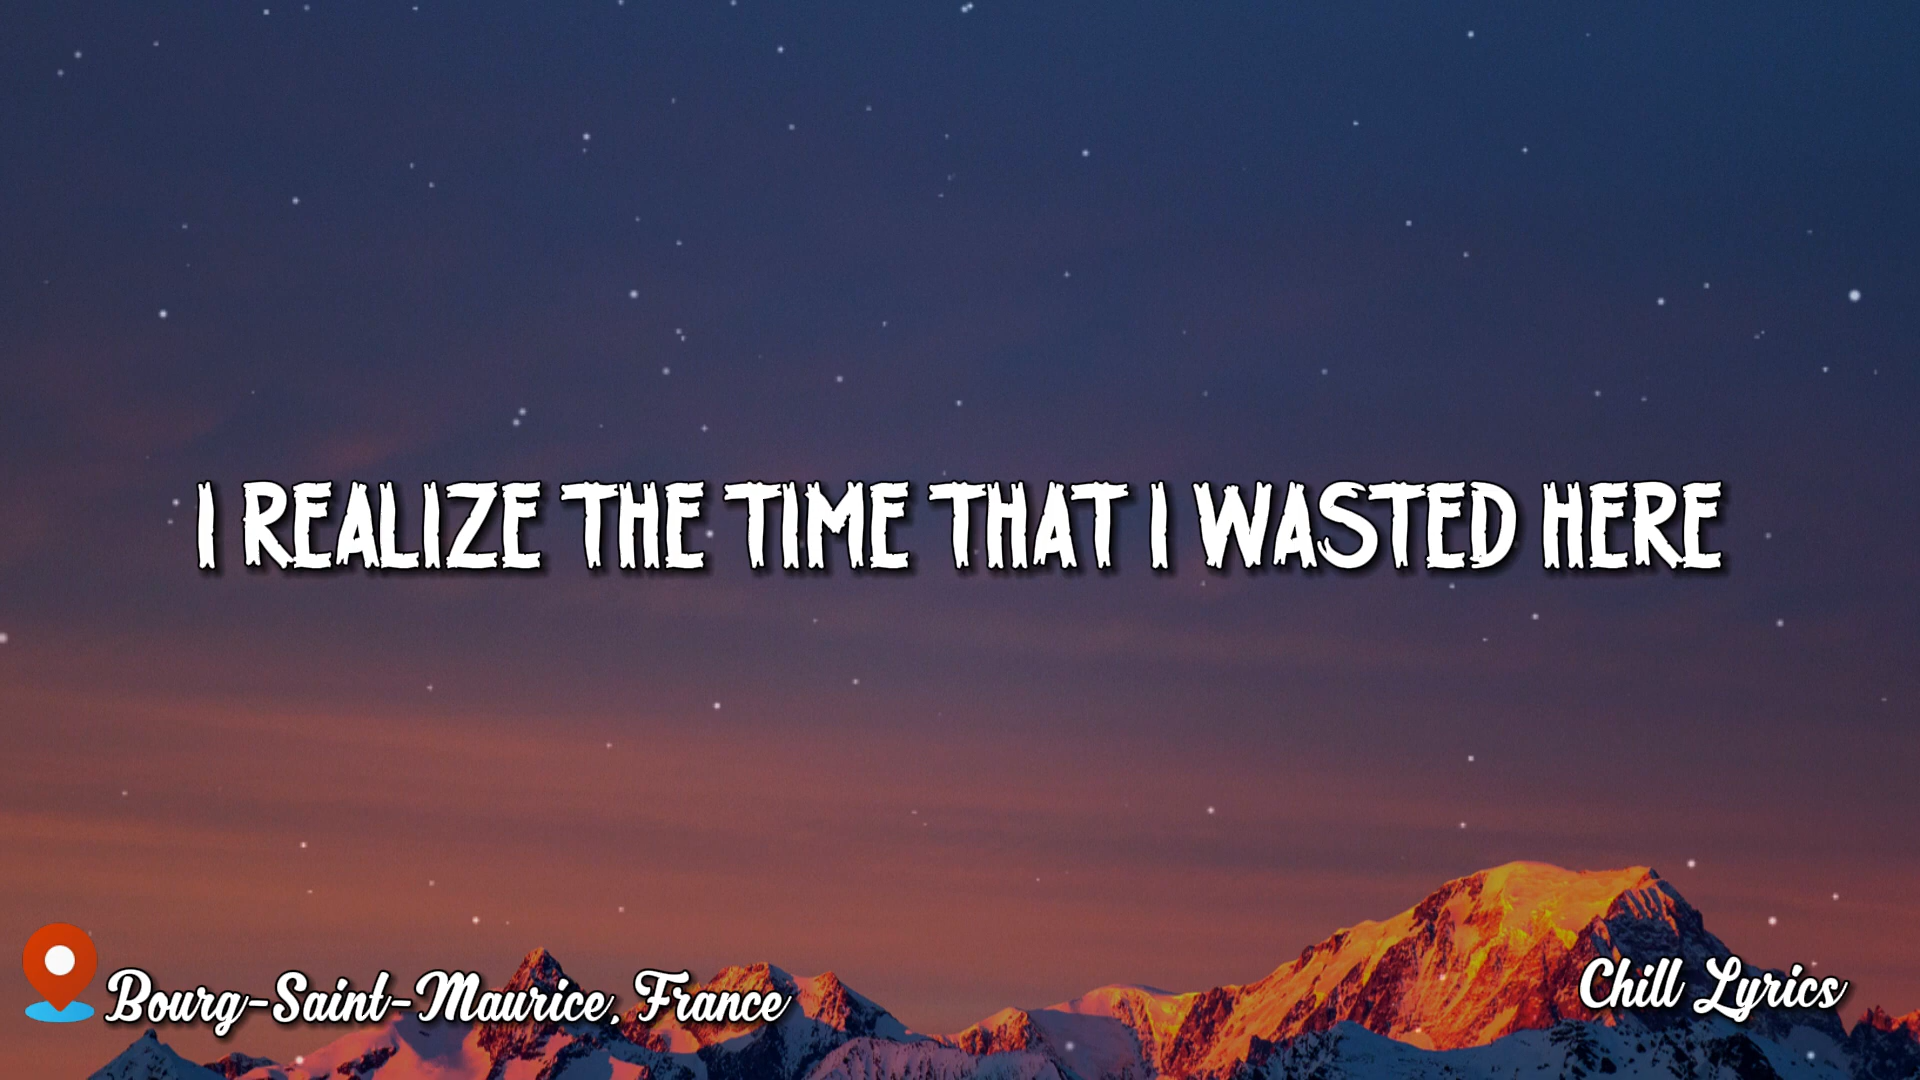 I REALIZE THE TIME THAT I WASTED HERE
Bourg-Saint-Maurice, France
Chill Lyrics